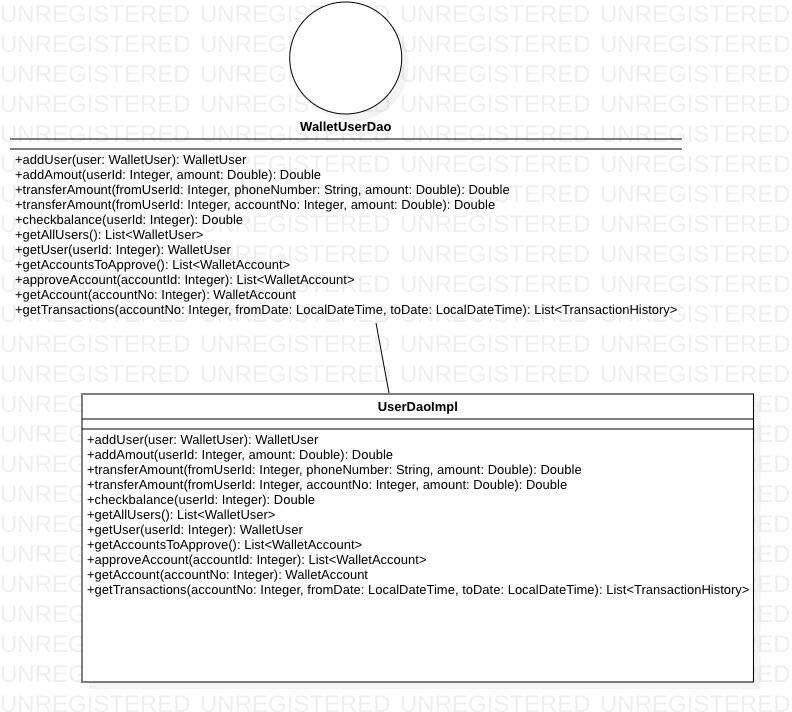 WalletUserDao
+addUser(user: WalletUser): WalletUser
+addAmout(userId: Integer, amount: Double): Double
+transferAmount(fromUserId: Integer, phoneNumber: String, amount: Double): Double
+transferAmount(fromUserId: Integer, accountNo: Integer, amount: Double): Double
+checkbalance(userId: Integer): Double
+getAllUsers(): List<WalletUser>
+getUser(userId: Integer): WalletUser
+getAccountsToApprove(): List<WalletAccount>
+approveAccount(accountId: Integer): List<WalletAccount>
+getAccount(accountNo: Integer): WalletAccount
+getTransactions(accountNo: Integer, fromDate: LocalDateTime, toDate: LocalDateTime): List<TransactionHistory>
UserDaoImpl
+addUser(user: WalletUser): WalletUser
+addAmout(userId: Integer, amount: Double): Double
+transferAmount(fromUserId: Integer, phoneNumber: String, amount: Double): Double
+transferAmount(fromUserId: Integer, accountNo: Integer, amount: Double): Double
+checkbalance(userId: Integer): Double
+getAllUsers(): List<WalletUser>
+getUser(userId: Integer): WalletUser
+getAccountsToApprove(): List<WalletAccount>
+approveAccount(accountId: Integer): List<WalletAccount>
+getAccount(accountNo: Integer): WalletAccount
+getTransactions(accountNo: Integer, fromDate: LocalDateTime, toDate: LocalDateTime): List<TransactionHistory>
UNREGISTERED UNREGISTERED UNREGISTERED UNREGISTERED